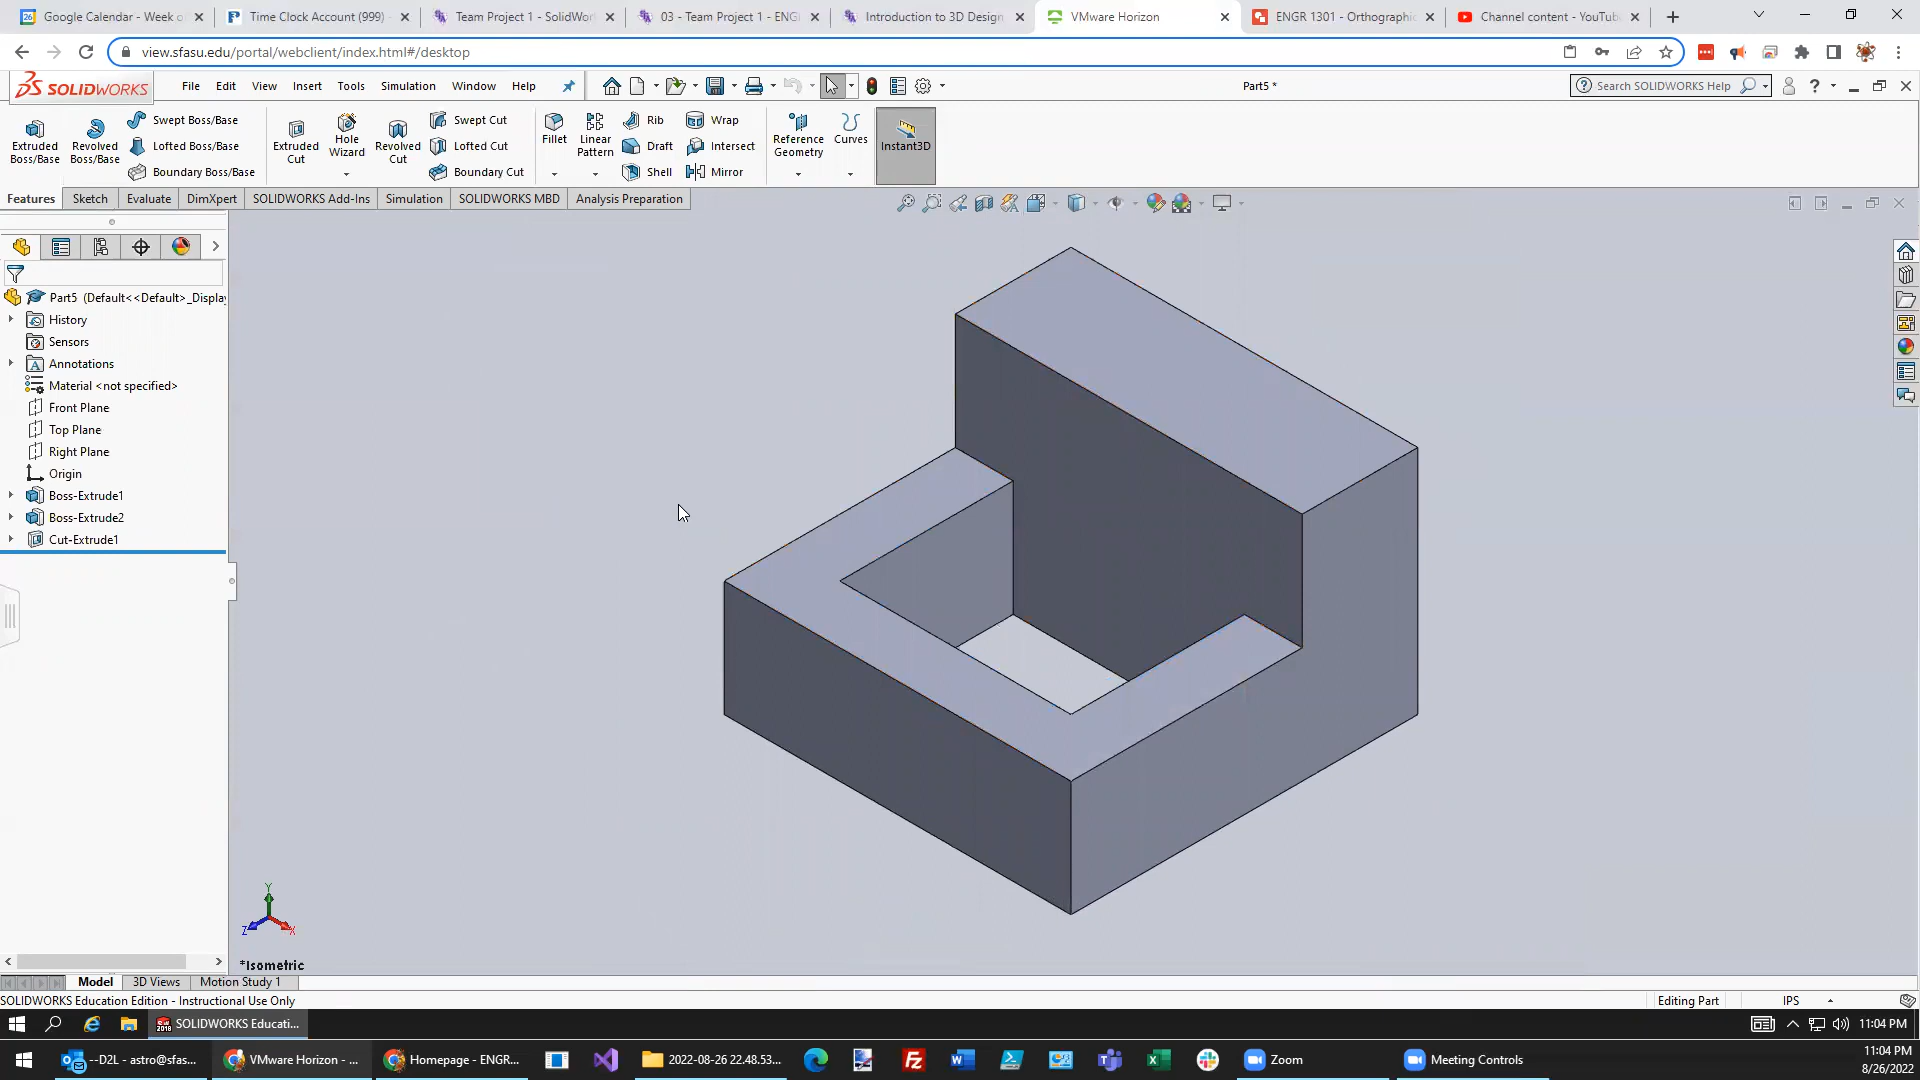 Google Calendar - Week o
Time Clock Account (999) -
Team Project 1 - SolidWor
03 - Team Project 1 - ENG
Introduction to 3D Design
VMware Horizon
ENGR 1301 - Orthographi
Channel content - YouTub
view.sfasu.edu/portal/webclient/index.html#/desktop
SOLIDWORKS
File Edit View Insert Tools Simulation Window Help
Part5 *
Search SOLIDWORKS Help
Extruded Boss/Base
Revolved Boss/Base
Swept Boss/Base
Lofted Boss/Base
Boundary Boss/Base
Extruded Cut
Hole Wizard
Revolved Cut
Swept Cut
Lofted Cut
Boundary Cut
Fillet
Linear Pattern
Rib
Draft
Shell
Wrap
Intersect
Mirror
Reference Geometry
Curves
Instant3D
Features Sketch Evaluate DimXpert SOLIDWORKS Add-Ins Simulation SOLIDWORKS MBD Analysis Preparation
Part5 (Default<<Default>_Displa
History
Sensors
Annotations
Material <not specified>
Front Plane
Top Plane
Right Plane
Origin
Boss-Extrude1
Boss-Extrude2
Cut-Extrude1
Y
Z
X
*Isometric
Model 3D Views Motion Study 1
SOLIDWORKS Education Edition - Instructional Use Only
Editing Part
IPS
SOLIDWORKS Educati...
11:04 PM
--D2L - astro@sfas...
VMware Horizon - ...
Homepage - ENGR...
2022-08-26 22.48.53...
Zoom
Meeting Controls
11:04 PM
8/26/2022